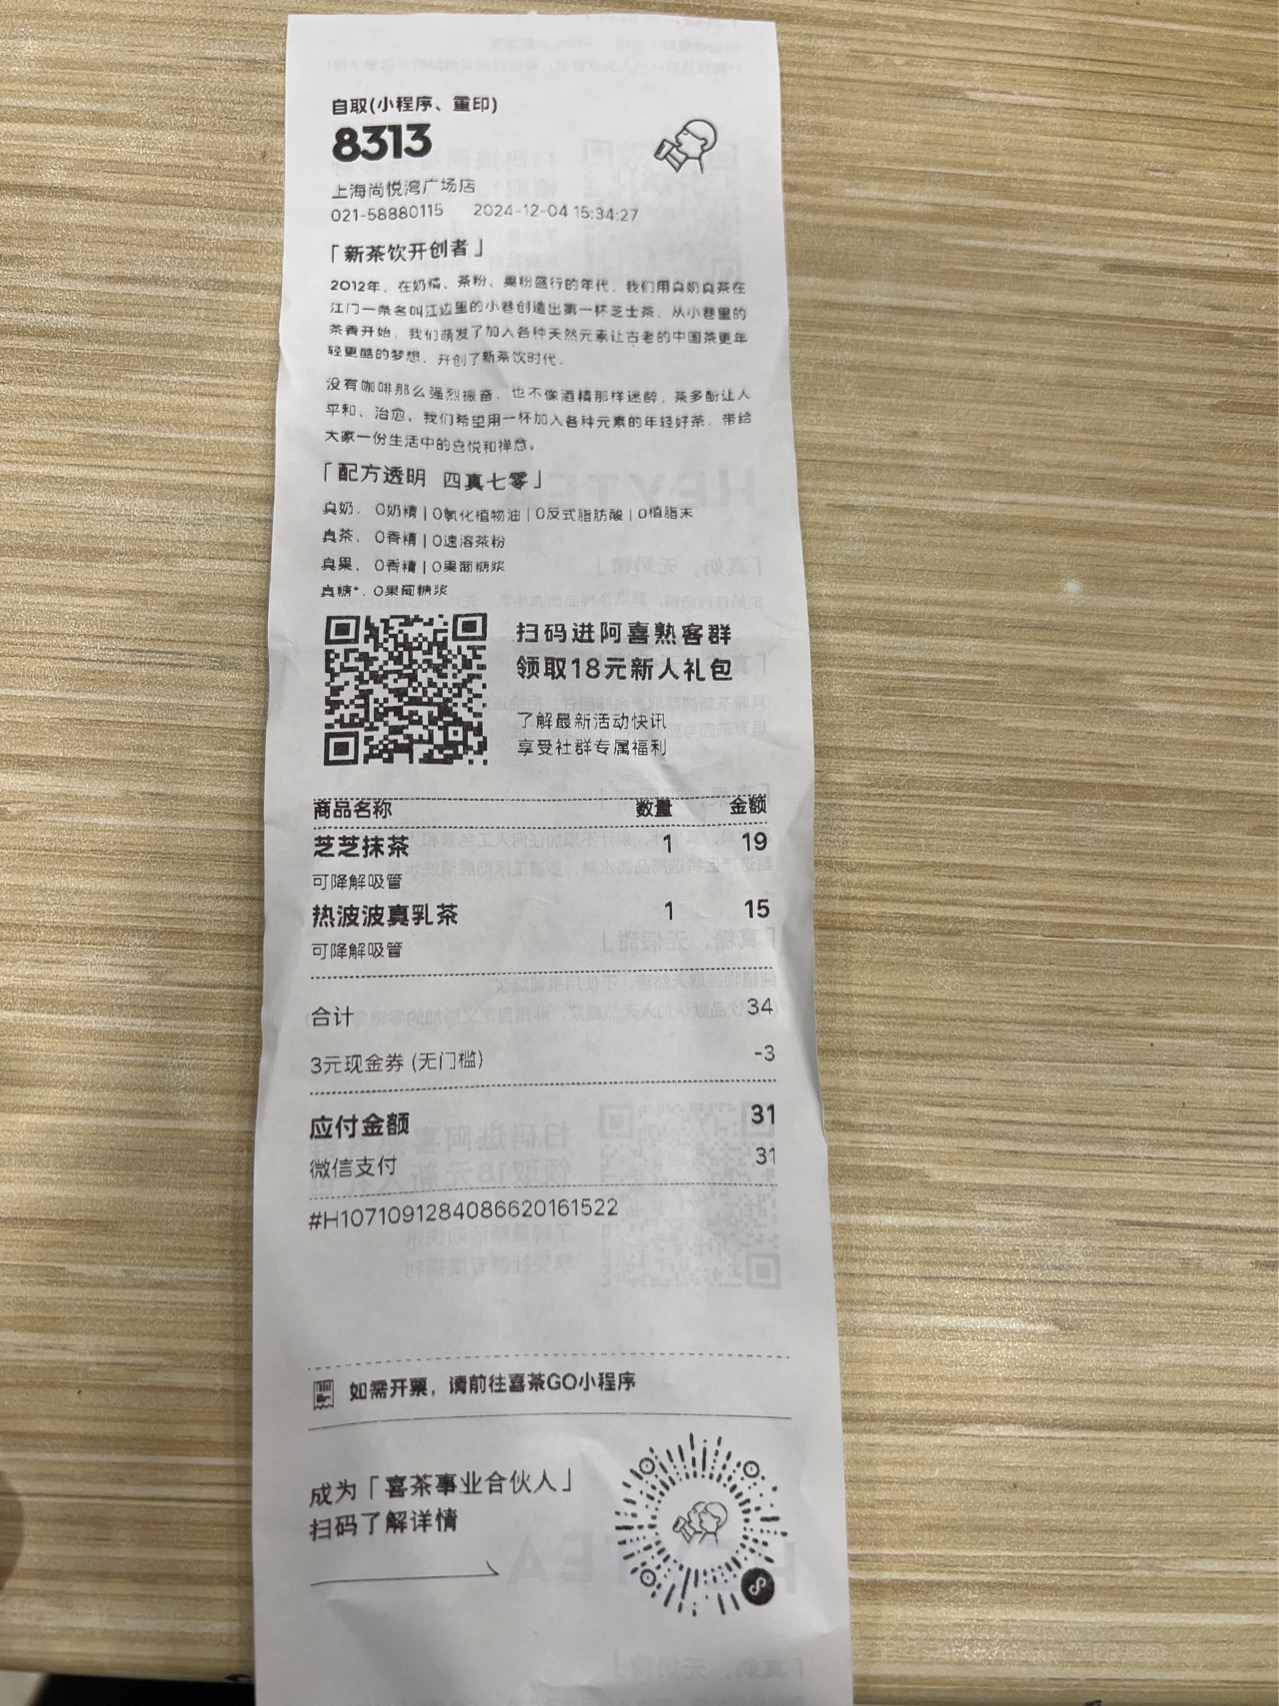 自取(小程序、重印)
8313
上海尚悦湾广场店
021-58880115 2024-12-04 15:34:27
「新茶饮开创者」
2012年，在奶精、茶粉、果粉盛行的年代，我们用真奶真茶在
江门一条名叫江边里的小巷创造出第一杯芝士茶。从小巷里的
茶香开始，我们萌发了加入各种天然元素让古老的中国茶更年
轻更酷的梦想，开创了新茶饮时代。
没有咖啡那么强烈振奋，也不像酒精那样迷醉，茶多酚让人
平和、治愈。我们希望用一杯加入各种元素的年轻好茶，带给
大家一份生活中的喜悦和禅意。
「配方透明 四真七零」
真奶，0奶精 | 0氢化植物油 | 0反式脂肪酸 | 0植脂末
真茶，0香精 | 0速溶茶粉
真果，0香精 | 0果葡糖浆
真糖*，0果葡糖浆
扫码进阿喜熟客群
领取18元新人礼包
了解最新活动快讯
享受社群专属福利
商品名称 数量 金额
芝芝抹茶 1 19
可降解吸管
热波波真乳茶 1 15
可降解吸管
合计 34
3元现金券 (无门槛) -3
应付金额 31
微信支付 31
#H1071091284086620161522
如需开票，请前往喜茶GO小程序
成为「喜茶事业合伙人」
扫码了解详情